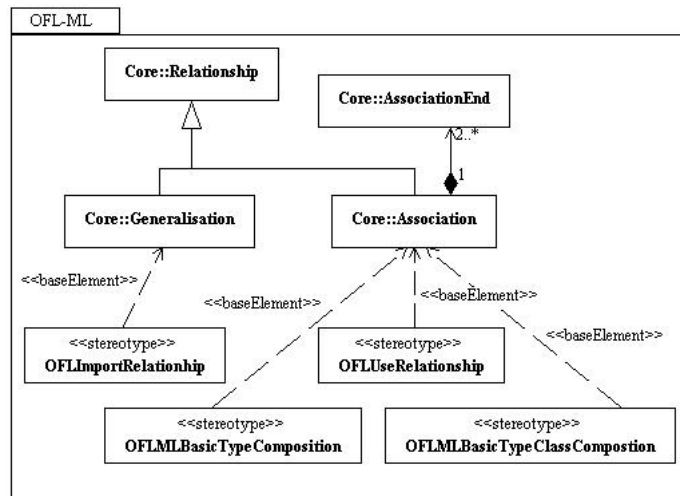 OFL-ML
Core::Relationship
Core::AssociationEnd
2..*
1
Core::Generalisation
Core::Association
<<baseElement>>
<<baseElement>>
<<baseElement>>
<<baseElement>>
<<stereotype>>
OFLImportRelationhip
<<stereotype>>
OFLUseRelationship
<<stereotype>>
OFLMLBasicTypeComposition
<<stereotype>>
OFLMLBasicTypeClassCompostion